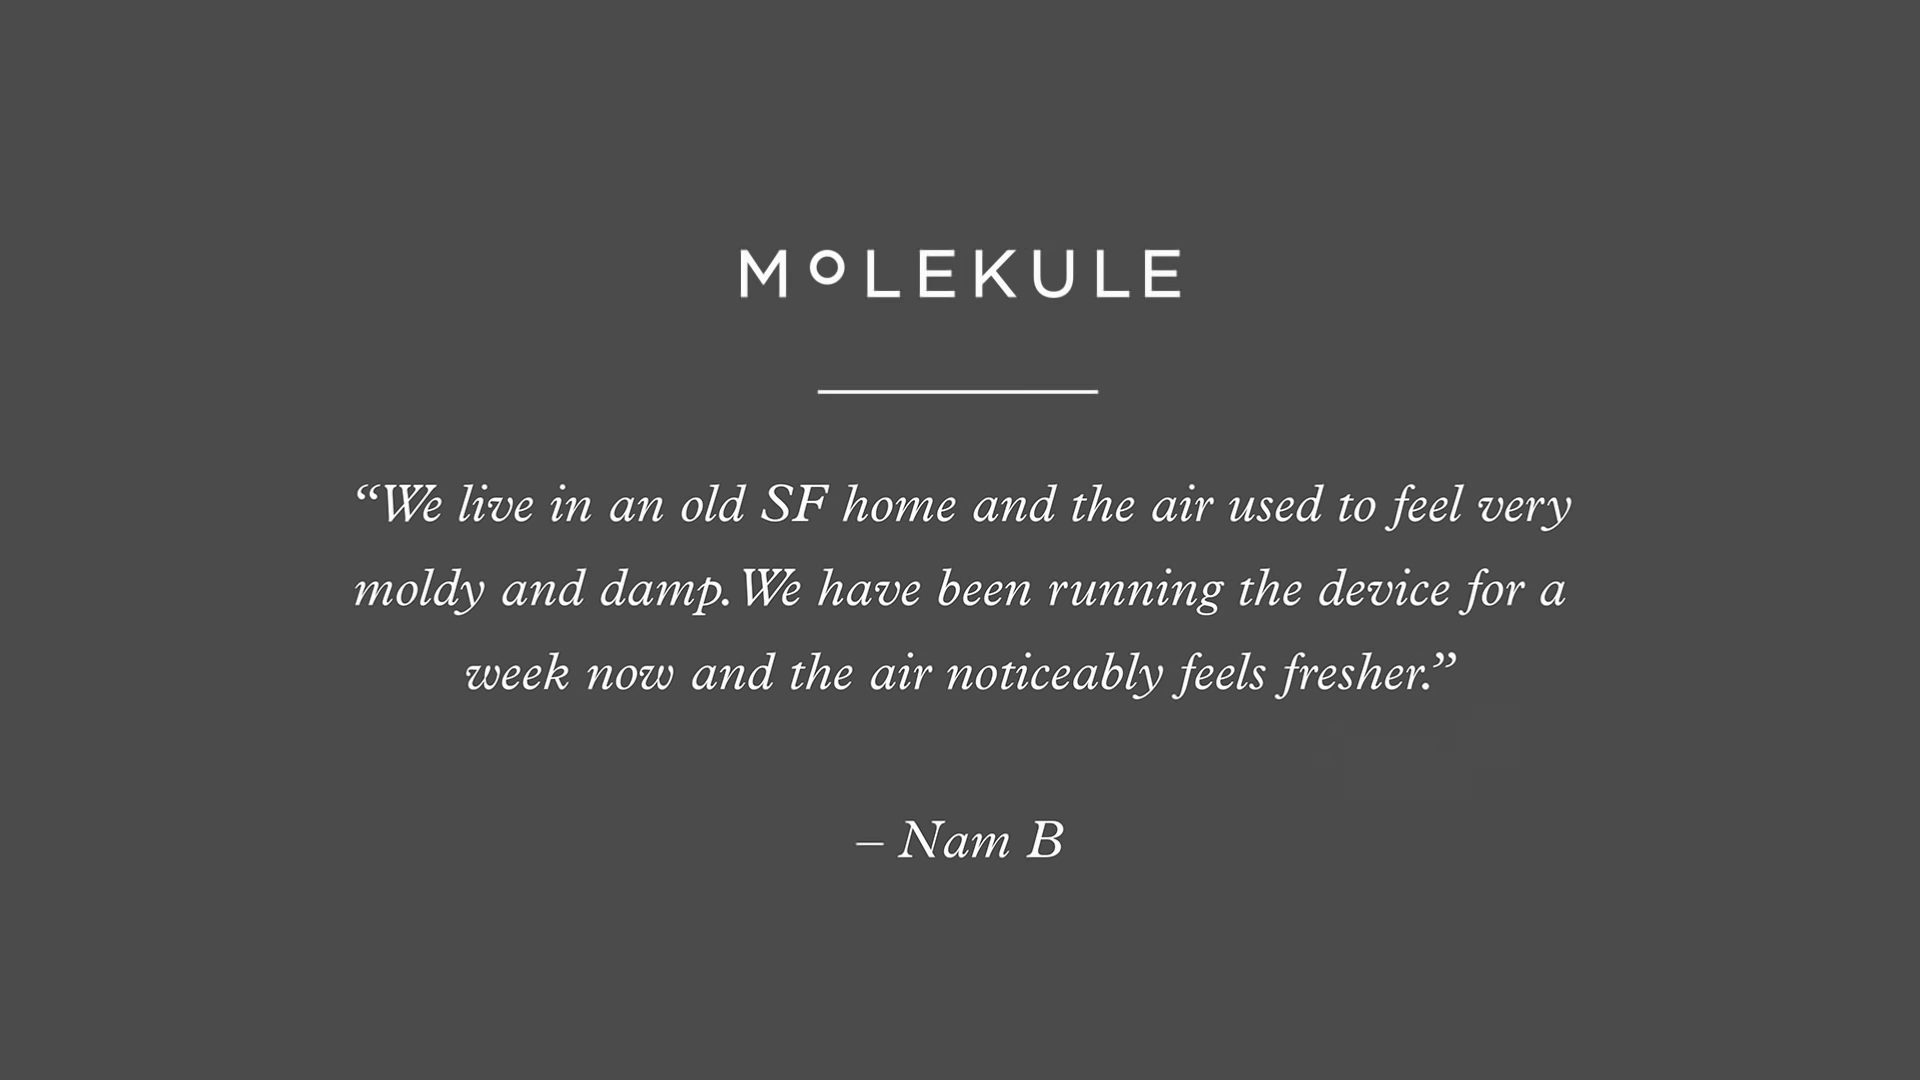 MOLEKULE
“We live in an old SF home and the air used to feel very
moldy and damp. We have been running the device for a
week now and the air noticeably feels fresher.”
– Nam B